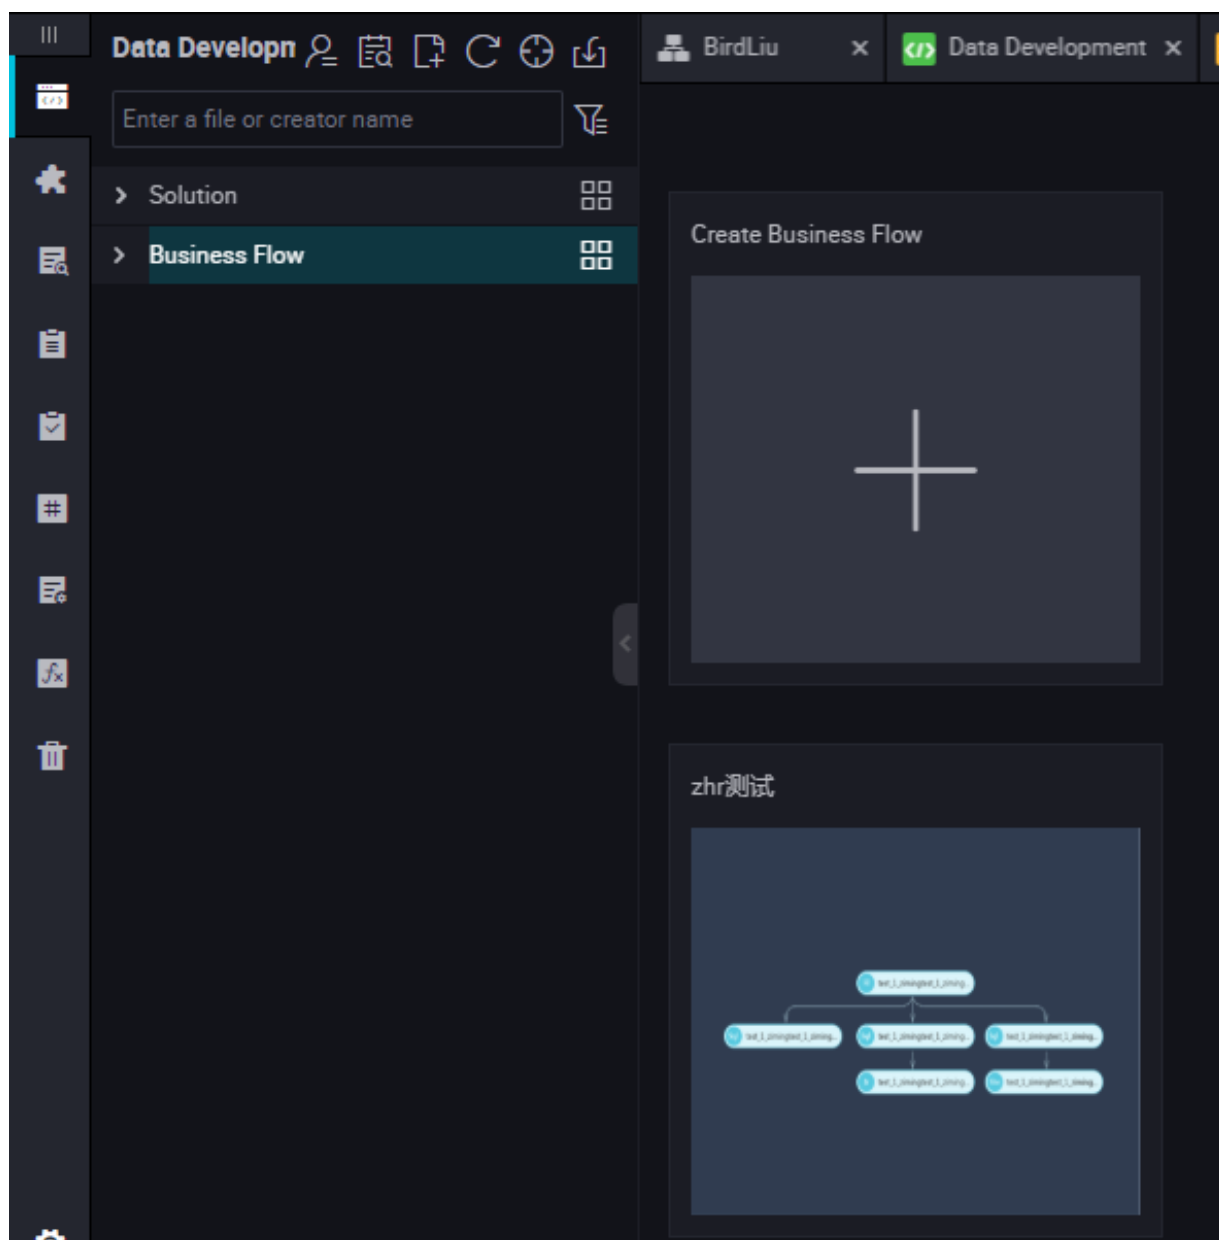 Data Developn
BirdLiu
Data Development
Enter a file or creator name
Solution
Business Flow
Create Business Flow
zhr测试